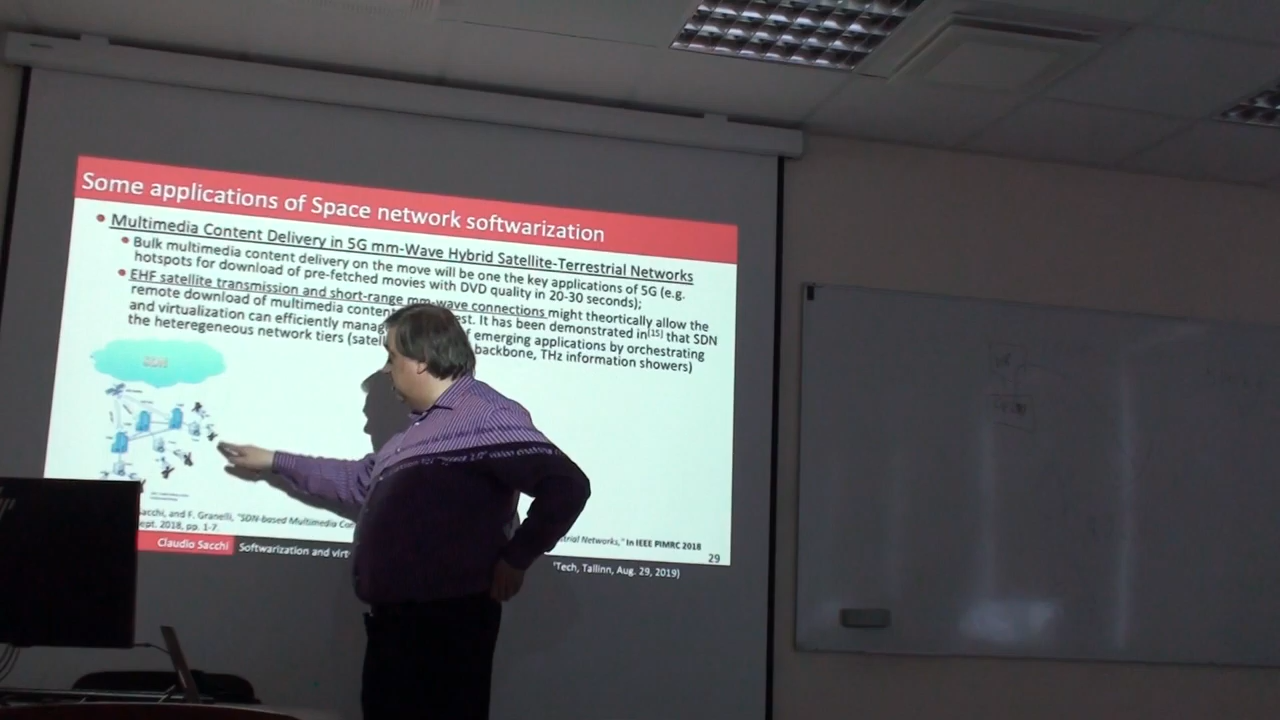 Some applications of Space network softwarization
Multimedia Content Delivery in 5G mm-Wave Hybrid Satellite-Terrestrial Networks
Bulk multimedia content delivery on the move will be one the key applications of 5G (e.g.
hotspots for download of pre-fetched movies with DVD quality in 20-30 seconds);
EHF satellite transmission and short-range mm-wave connections might theortically allow the
remote download of multimedia content est. It has been demonstrated in[15] that SDN
and virtualization can efficiently manag f emerging applications by orchestrating
the heteregeneous network tiers (satel backbone, THz information showers)
SDN
acchi, and F. Granelli, "SDN-based Multimedia Con strial Networks," In IEEE PIMRC 2018
ept. 2018, pp. 1-7.
29
Claudio Sacchi Softwarization and virt Tech, Tallinn, Aug. 29, 2019)